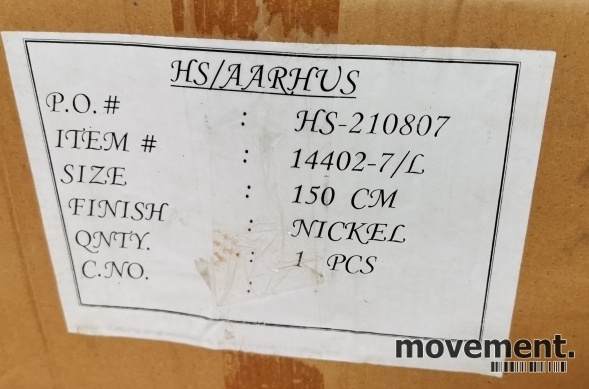 HS/AARHUS
P.O. # : HS-210807
ITEM # : 14402-7/L
SIZE : 150 CM
FINISH : NICKEL
QNTY. : 1 PCS
C.NO. :
movement.